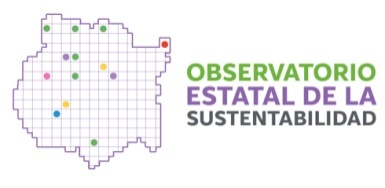 OBSERVATORIO
ESTATAL DE LA
SUSTENTABILIDAD